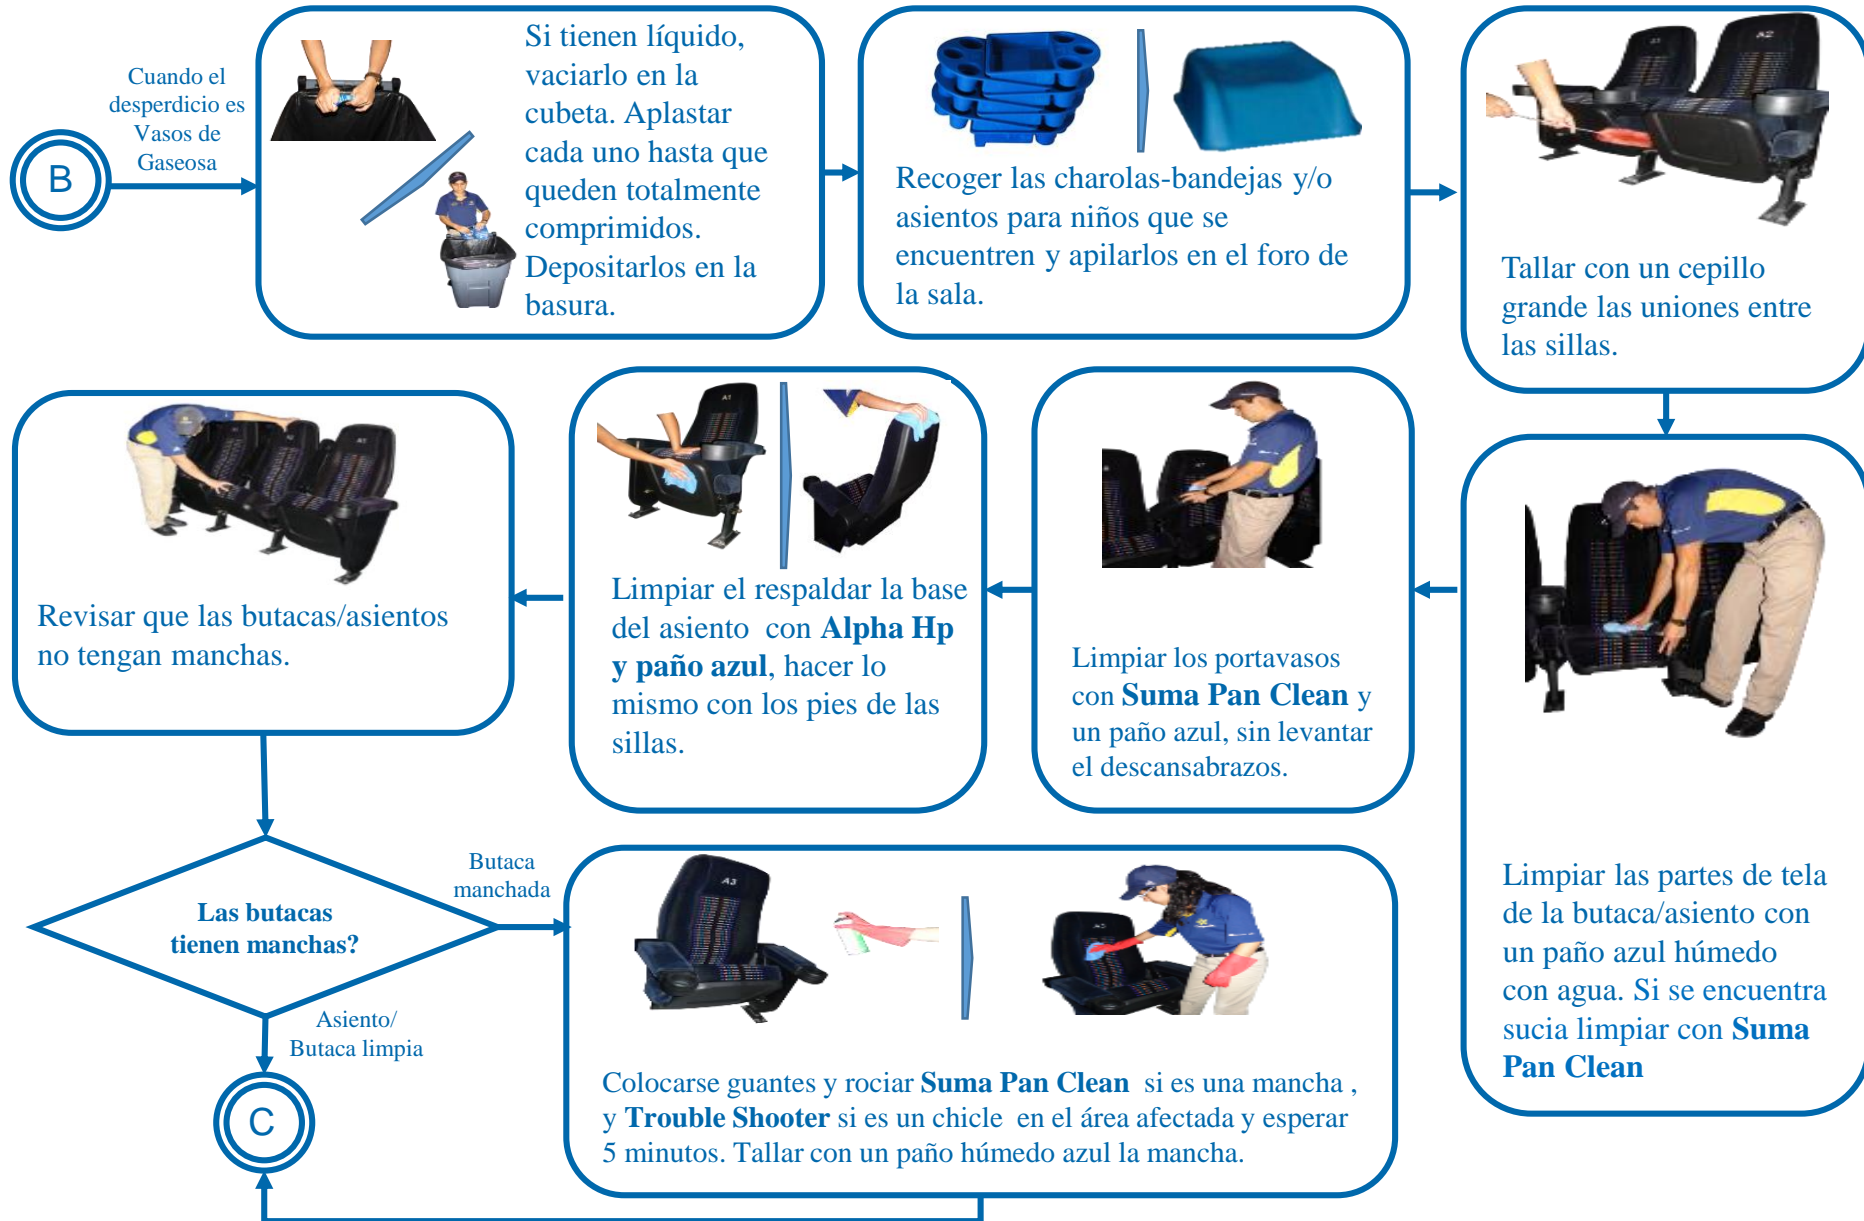 B
Cuando el
desperdicio es
Vasos de
Gaseosa
Si tienen líquido,
vaciarlo en la
cubeta. Aplastar
cada uno hasta que
queden totalmente
comprimidos.
Depositarlos en la
basura.
Recoger las charolas-bandejas y/o
asientos para niños que se
encuentren y apilarlos en el foro de
la sala.
A2
Tallar con un cepillo
grande las uniones entre
las sillas.
Limpiar las partes de tela
de la butaca/asiento con
un paño azul húmedo
con agua. Si se encuentra
sucia limpiar con Suma
Pan Clean
Limpiar los portavasos
con Suma Pan Clean y
un paño azul, sin levantar
el descansabrazos.
A1
Limpiar el respaldar la base
del asiento con Alpha Hp
y paño azul, hacer lo
mismo con los pies de las
sillas.
Revisar que las butacas/asientos
no tengan manchas.
Las butacas
tienen manchas?
Butaca
manchada
A3
Colocarse guantes y rociar Suma Pan Clean si es una mancha ,
y Trouble Shooter si es un chicle en el área afectada y esperar
5 minutos. Tallar con un paño húmedo azul la mancha.
Asiento/
Butaca limpia
C